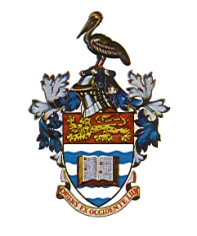 ORIENS EX OCCIDENTE LUX